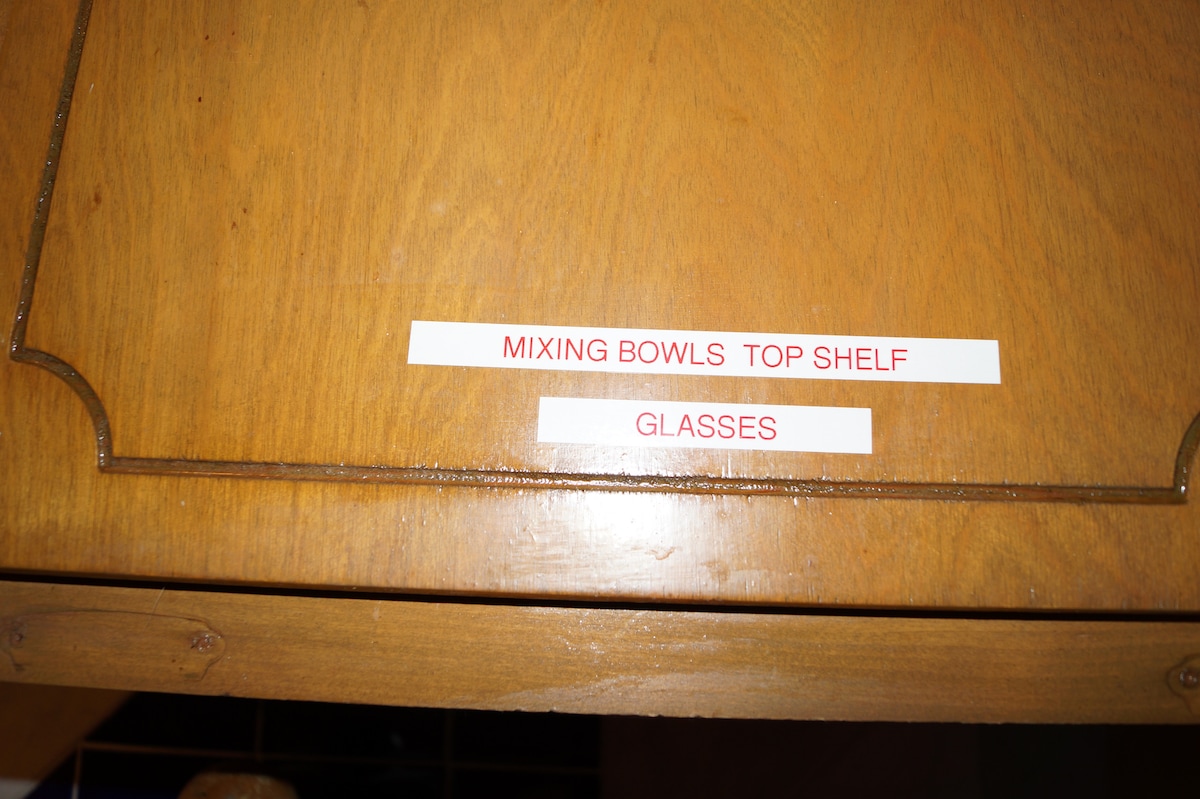 MIXING BOWLS TOP SHELF
GLASSES